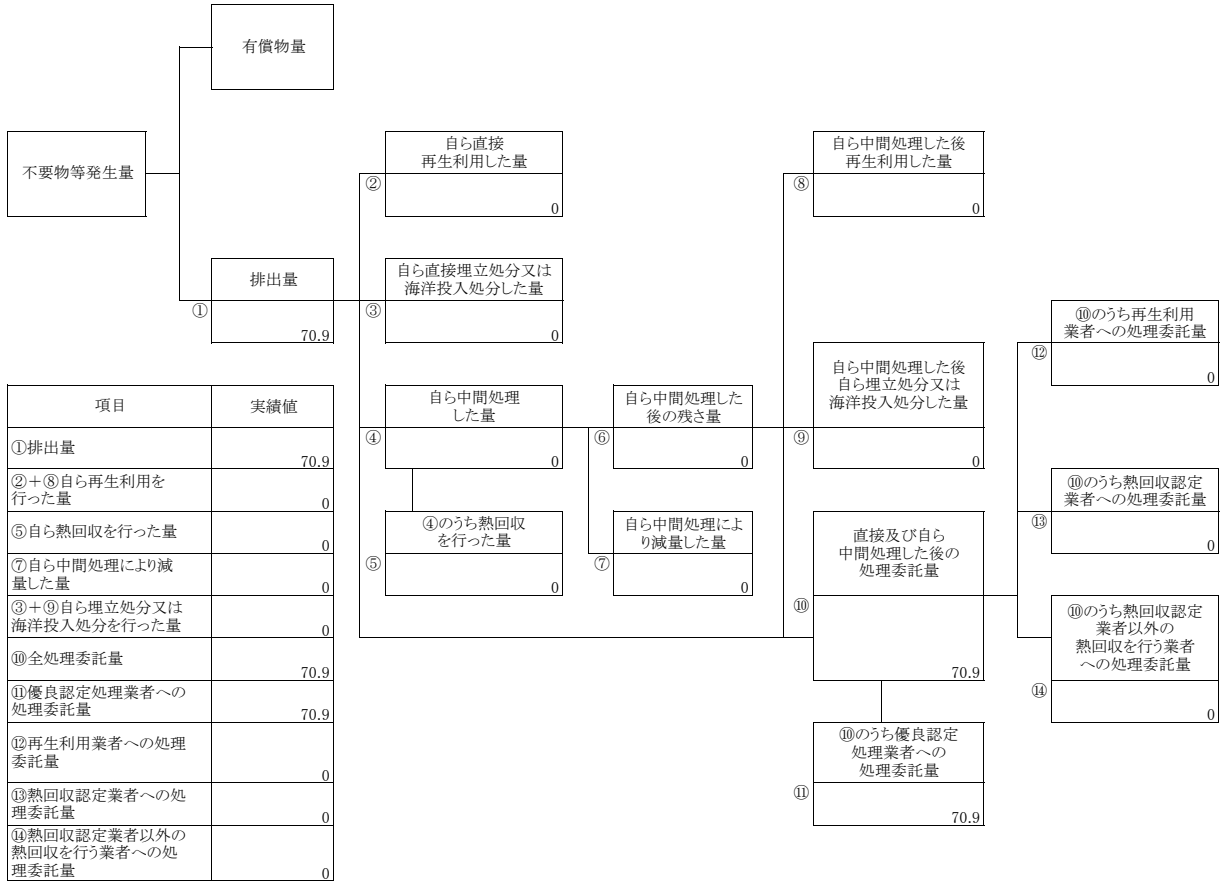 有償物量
不要物等発生量
自ら直接
再生利用した量
②
0
自ら中間処理した後
再生利用した量
⑧
0
排出量
①
70.9
自ら直接埋立処分又は
海洋投入処分した量
③
0
⑩のうち再生利用
業者への処理委託量
⑫
0
自ら中間処理した後
自ら埋立処分又は
海洋投入処分した量
⑨
0
自ら中間処理
した量
④
0
自ら中間処理した
後の残さ量
⑥
0
⑩のうち熱回収認定
業者への処理委託量
⑬
0
④のうち熱回収
を行った量
⑤
0
自ら中間処理によ
り減量した量
⑦
0
直接及び自ら
中間処理した後の
処理委託量
⑩
70.9
⑩のうち熱回収認定
業者以外の
熱回収を行う業者
への処理委託量
⑭
0
⑩のうち優良認定
処理業者への
処理委託量
⑪
70.9
項目 実績値
①排出量 70.9
②+⑧自ら再生利用を
行った量 0
⑤自ら熱回収を行った量 0
⑦自ら中間処理により減
量した量 0
③+⑨自ら埋立処分又は
海洋投入処分を行った量 0
⑩全処理委託量 70.9
⑪優良認定処理業者への
処理委託量 70.9
⑫再生利用業者への処理
委託量 0
⑬熱回収認定業者への処
理委託量 0
⑭熱回収認定業者以外の
熱回収を行う業者への処
理委託量 0